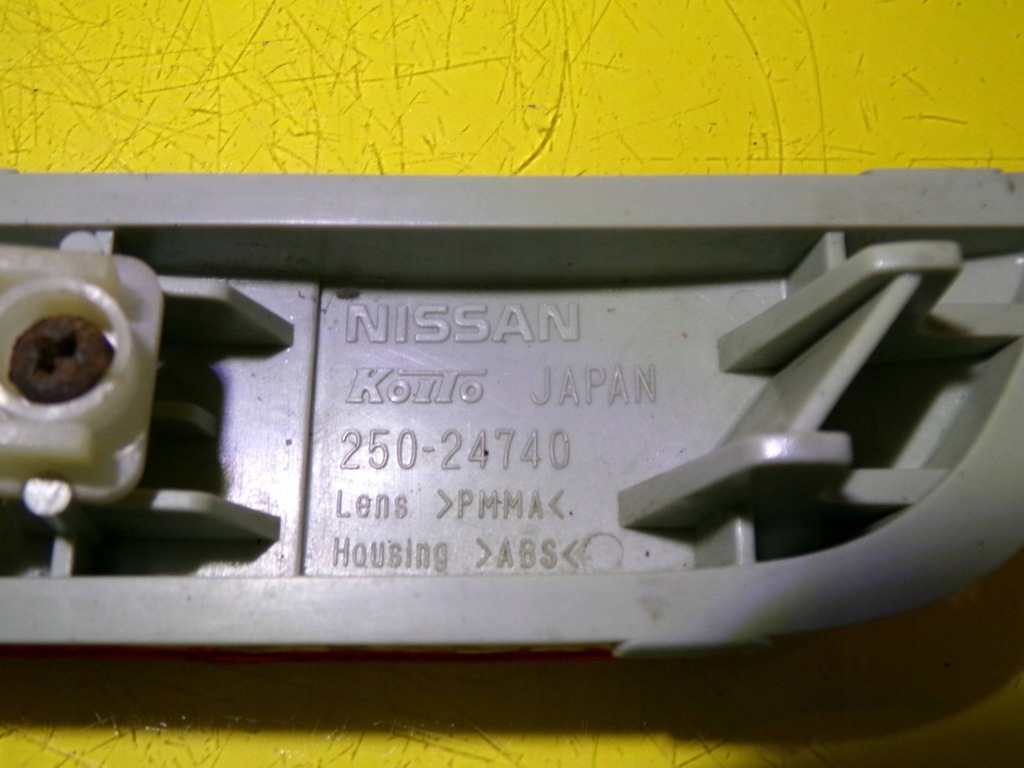 NISSAN
KOITO JAPAN
250-24740
Lens >PMMA<
Housing >ABS<